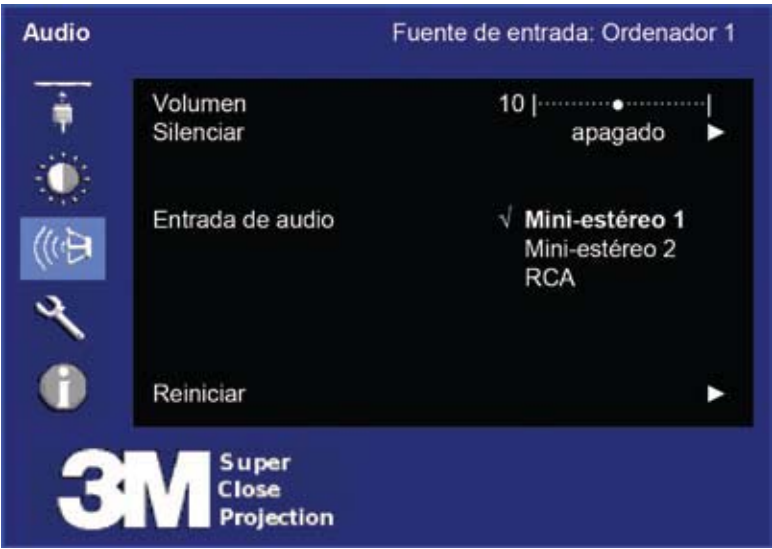 Audio Fuente de entrada: Ordenador 1
Volumen 10
Silenciar apagado
Entrada de audio √ Mini-estéreo 1
Mini-estéreo 2
RCA
Reiniciar
3M Super
Close
Projection